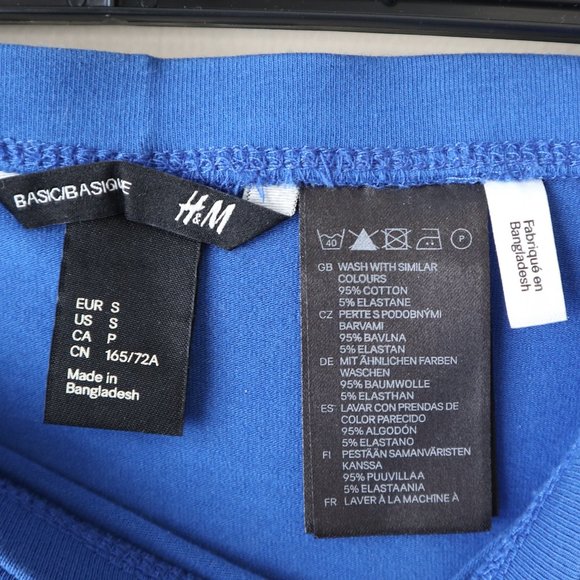 BASIC/BASIQUE
H&M
EUR S
US S
CA P
CN 165/72A
Made in
Bangladesh
40
P
GB WASH WITH SIMILAR
COLOURS
95% COTTON
5% ELASTANE
CZ PERTE S PODOBNÝMI
BARVAMI
95% BAVLNA
5% ELASTAN
DE MIT ÄHNLICHEN FARBEN
WASCHEN
95% BAUMWOLLE
5% ELASTHAN
ES LAVAR CON PRENDAS DE
COLOR PARECIDO
95% ALGODÓN
5% ELASTANO
FI PESTÄÄN SAMANVÄRISTEN
KANSSA
95% PUUVILLAA
5% ELASTAANIA
FR LAVER À LA MACHINE À
Fabriqué en
Bangladesh